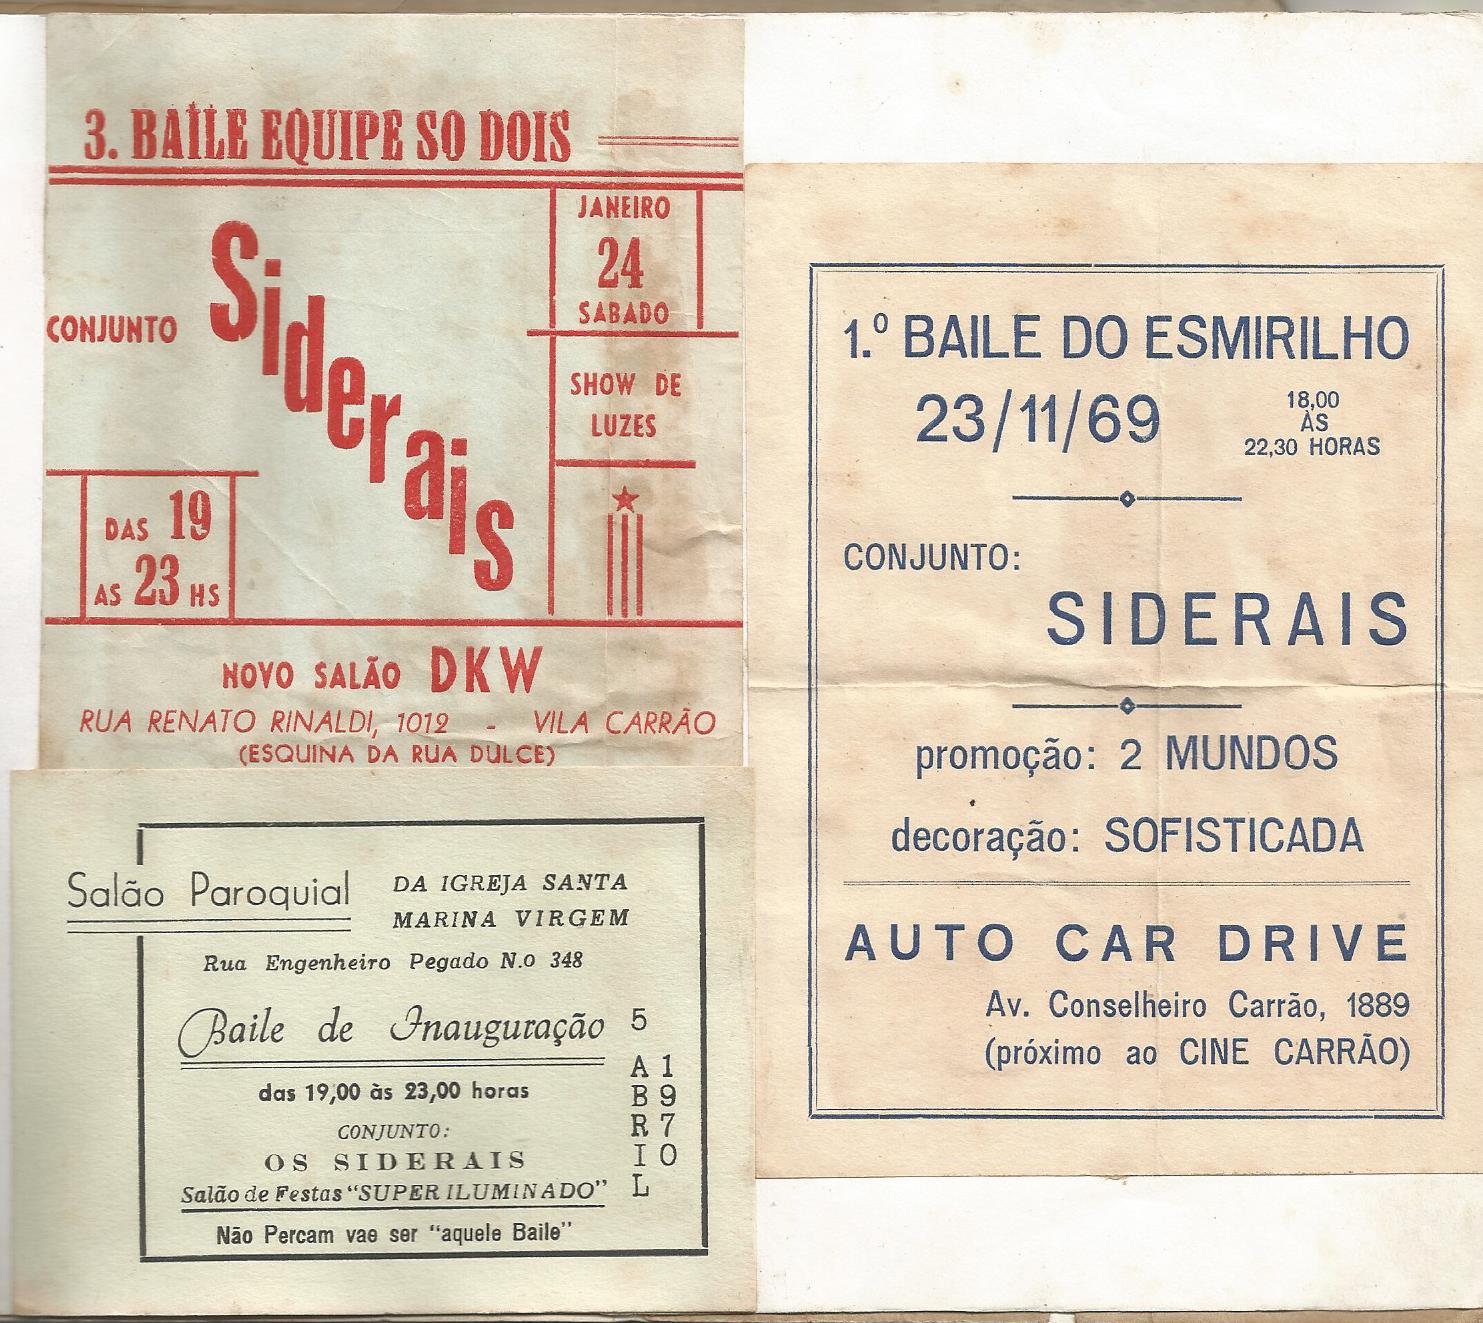 3. BAILE EQUIPE SO DOIS
CONJUNTO
Siderais
JANEIRO
24
SABADO
SHOW DE
LUZES
DAS 19
AS 23 HS
NOVO SALÃO DKW
RUA RENATO RINALDI, 1012 - VILA CARRÃO
(ESQUINA DA RUA DULCE)
Salão Paroquial
DA IGREJA SANTA
MARINA VIRGEM
Rua Engenheiro Pegado N.o 348
Baile de Inauguração
das 19,00 às 23,00 horas
CONJUNTO:
OS SIDERAIS
Salão de Festas "SUPER ILUMINADO"
Não Percam vae ser "aquele Baile"
5
ABRIL
1970
1.º BAILE DO ESMIRILHO
23/11/69
18,00
ÀS
22,30 HORAS
CONJUNTO:
SIDERAIS
promoção: 2 MUNDOS
decoração: SOFISTICADA
AUTO CAR DRIVE
Av. Conselheiro Carrão, 1889
(próximo ao CINE CARRÃO)